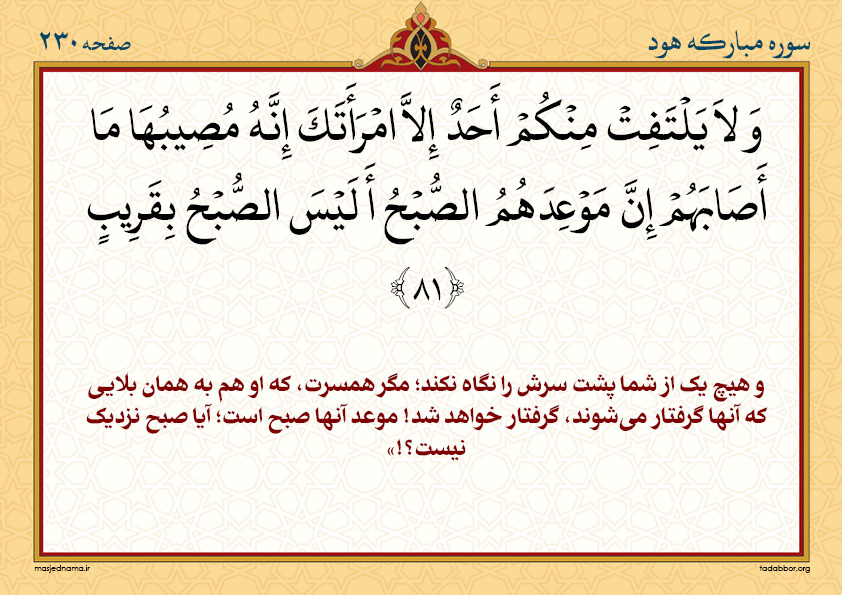 سوره مبارکه هود
صفحه ۲۳۰
وَ لاَ يَلْتَفِتْ مِنْكُمْ أَحَدٌ إِلاَّ امْرَأَتَكَ إِنَّهُ مُصِيبُهَا مَا
أَصَابَهُمْ إِنَّ مَوْعِدَهُمُ الصُّبْحُ أَ لَيْسَ الصُّبْحُ بِقَرِيبٍ
﴿۸۱﴾
و هیچ یک از شما پشت سرش را نگاه نکند؛ مگر همسرت، که او هم به همان بلایی
که آنها گرفتار می‌شوند، گرفتار خواهد شد! موعد آنها صبح است؛ آیا صبح نزدیک
نیست؟!»
masjednama.ir
tadabbor.org